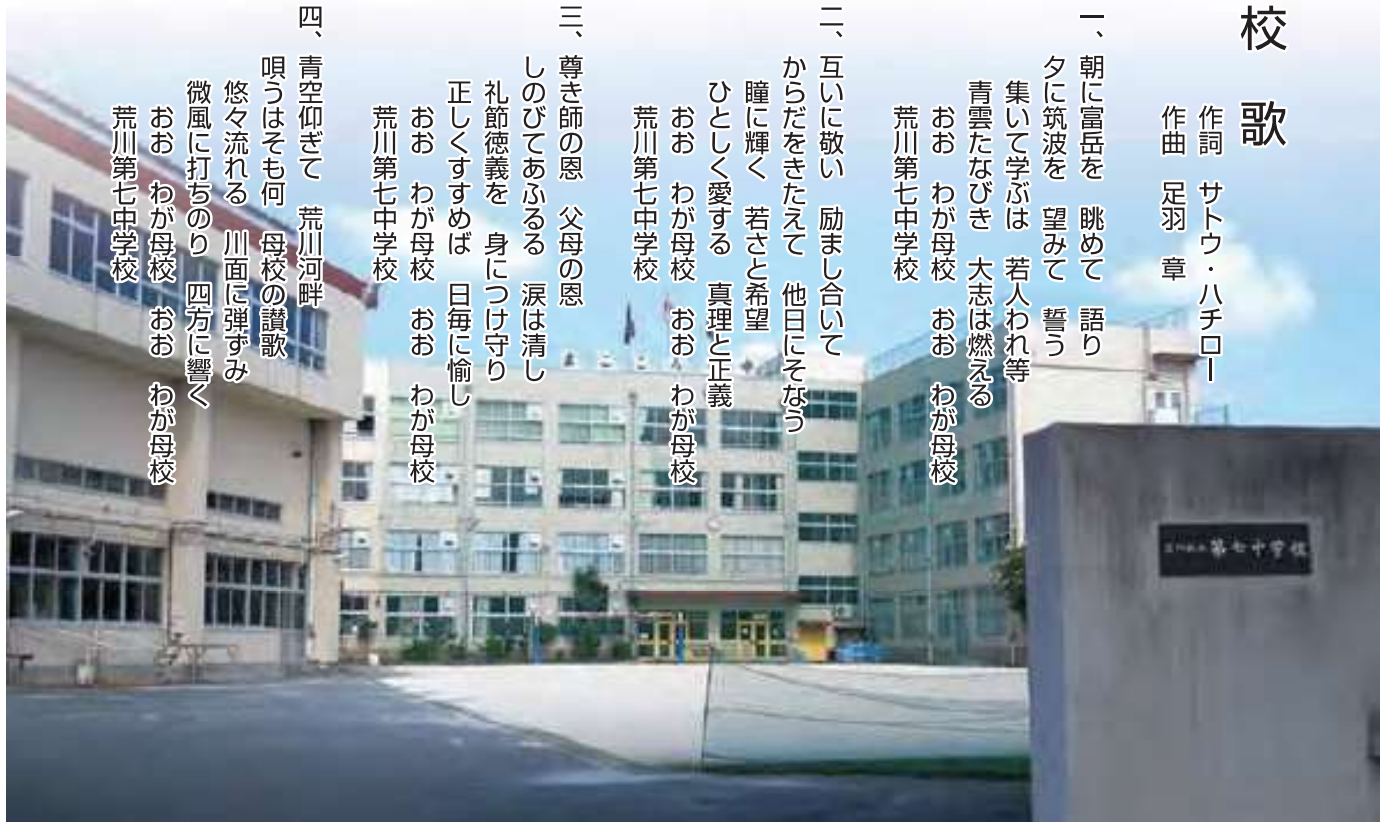 校 歌
作詞 サトウ・ハチロー
作曲 足羽 章
一、朝に富岳を 眺めて 語り
夕に筑波を 望みて 誓う
集いて学ぶは 若人われ等
青雲たなびき 大志は燃える
おお わが母校 おお わが母校
荒川第七中学校
二、互いに敬い 励まし合いて
からだをきたえて 他日にそなう
瞳に輝く 若さと希望
ひとしく愛する 真理と正義
おお わが母校 おお わが母校
荒川第七中学校
三、尊き師の恩 父母の恩
しのびてあふるる 涙は清し
礼節徳義を 身につけ守り
正しくすすめば 日毎に愉し
おお わが母校 おお わが母校
荒川第七中学校
四、青空仰ぎて 荒川河畔
唄うはそも何 母校の讃歌
悠々流れる 川面に弾ずみ
微風に打ちのり 四方に響く
おお わが母校 おお わが母校
荒川第七中学校
第七中学校